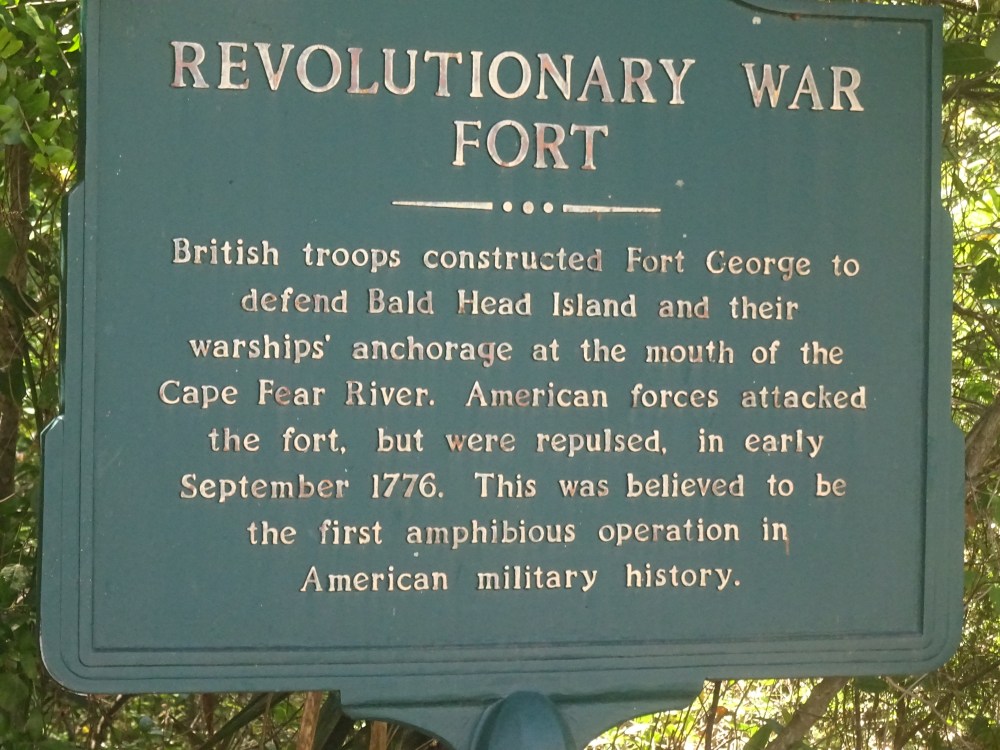 REVOLUTIONARY WAR
FORT
British troops constructed Fort George to
defend Bald Head Island and their
warships' anchorage at the mouth of the
Cape Fear River. American forces attacked
the fort, but were repulsed, in early
September 1776. This was believed to be
the first amphibious operation in
American military history.